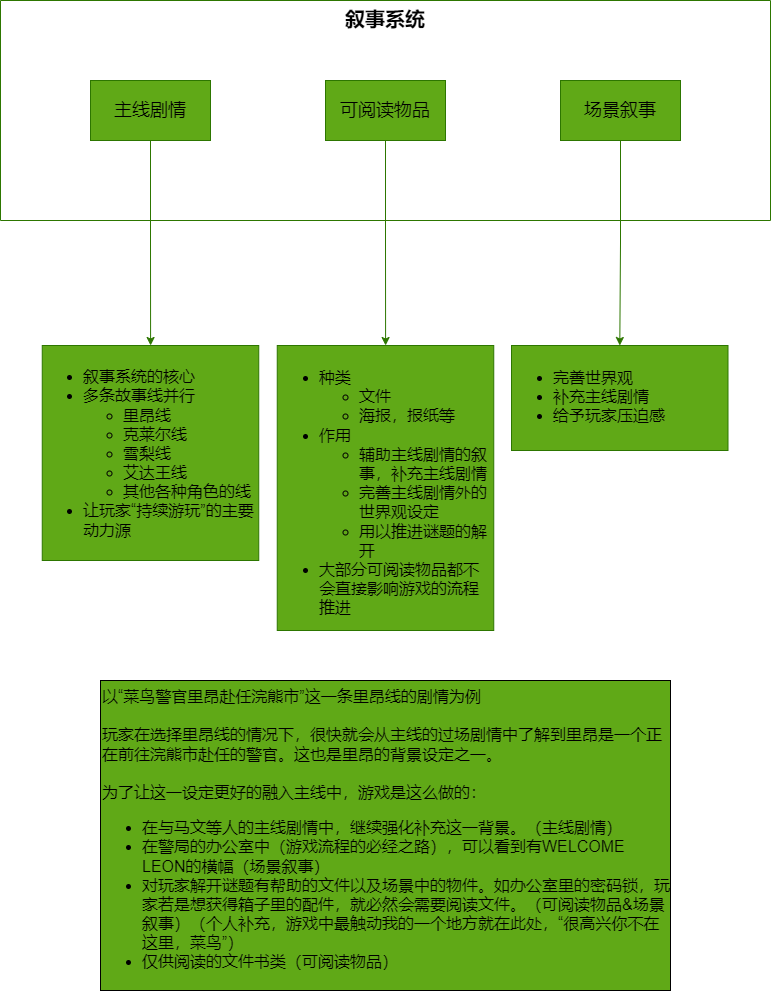 叙事系统
主线剧情
可阅读物品
场景叙事
叙事系统的核心
多条故事线并行
里昂线
克莱尔线
雪梨线
艾达王线
其他各种角色的线
让玩家“持续游玩”的主要
动力源
种类
文件
海报，报纸等
作用
辅助主线剧情的叙
事，补充主线剧情
完善主线剧情外的
世界观设定
用以推进谜题的解
开
大部分可阅读物品都不
会直接影响游戏的流程
推进
完善世界观
补充主线剧情
给予玩家压迫感
以“菜鸟警官里昂赴任浣熊市”这一条里昂线的剧情为例
玩家在选择里昂线的情况下，很快就会从主线的过场剧情中了解到里昂是一个正
在前往浣熊市赴任的警官。这也是里昂的背景设定之一。
为了让这一设定更好的融入主线中，游戏是这么做的：
在与马文等人的主线剧情中，继续强化补充这一背景。（主线剧情）
在警局的办公室中（游戏流程的必经之路），可以看到有WELCOME
LEON的横幅（场景叙事）
对玩家解开谜题有帮助的文件以及场景中的物件。如办公室里的密码锁，玩
家若是想获得箱子里的配件，就必然会需要阅读文件。（可阅读物品&场景
叙事）（个人补充，游戏中最触动我的一个地方就在此处，“很高兴你不在
这里，菜鸟”）
仅供阅读的文件书类（可阅读物品）